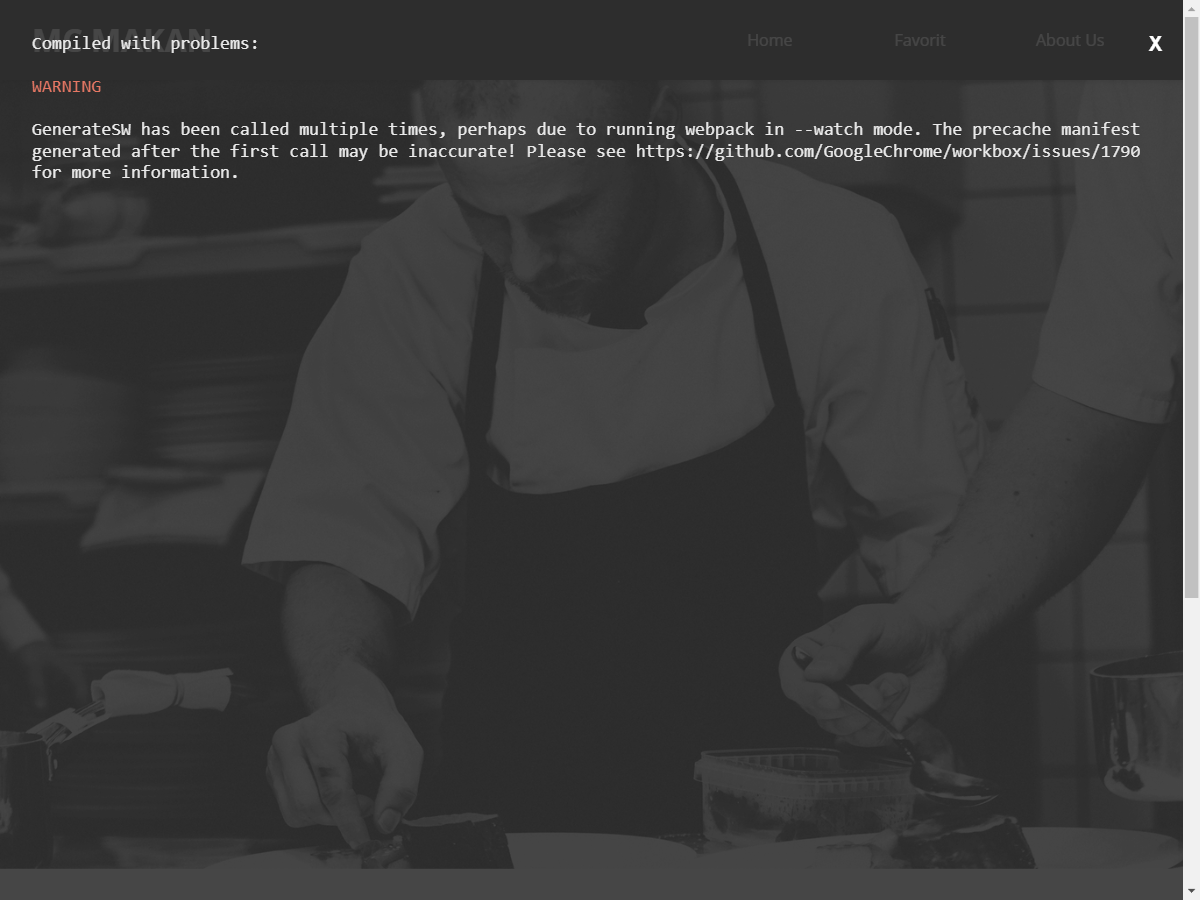 MS MAKAN
Home
Favorit
About Us
Compiled with problems:
X
WARNING
GenerateSW has been called multiple times, perhaps due to running webpack in --watch mode. The precache manifest
generated after the first call may be inaccurate! Please see https://github.com/GoogleChrome/workbox/issues/1790
for more information.